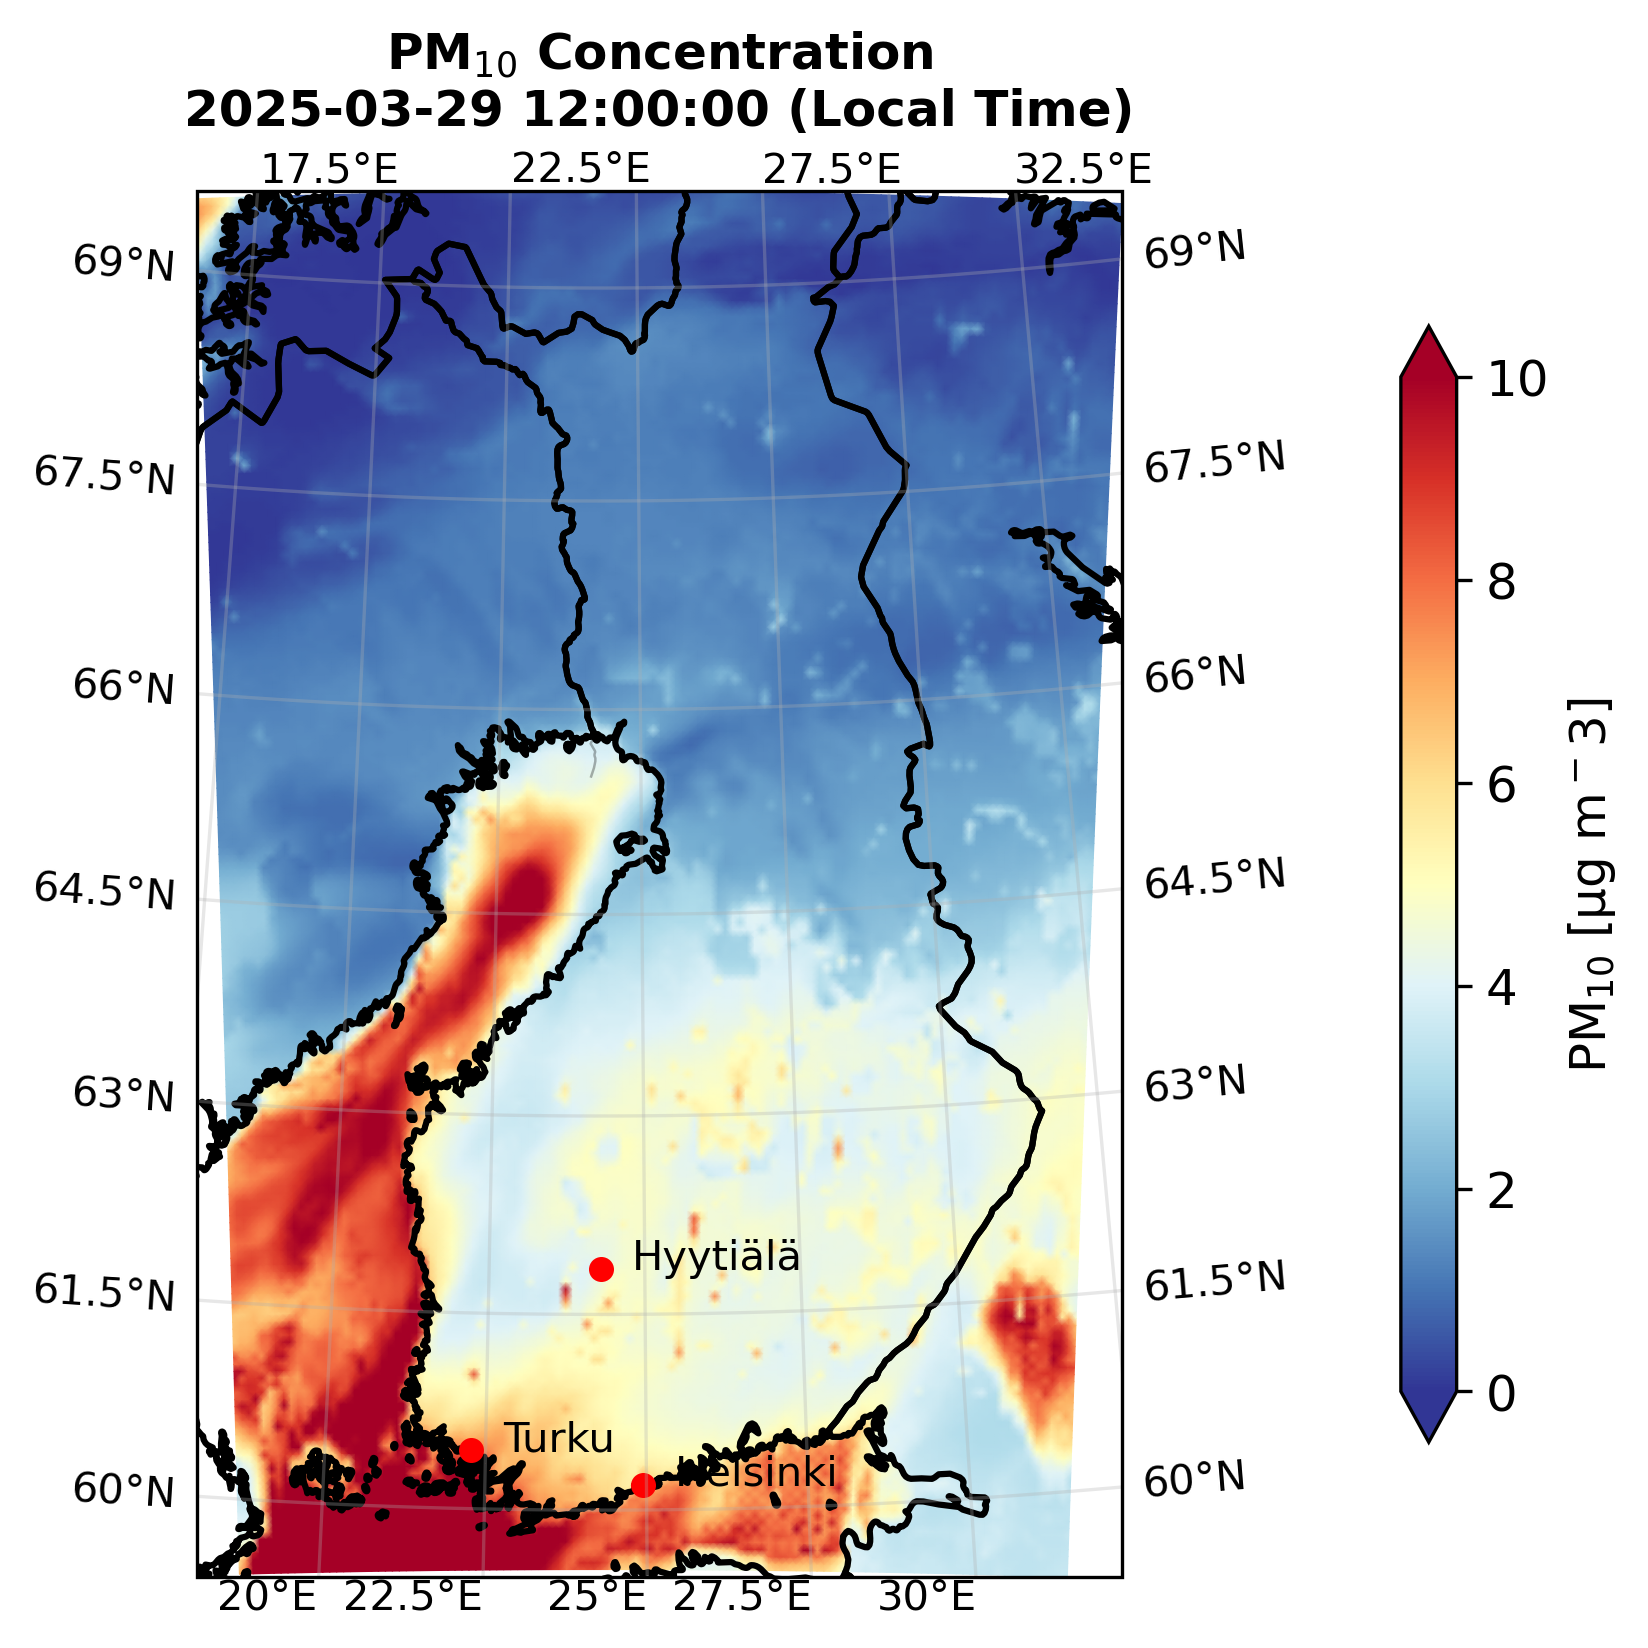 PM₁₀ Concentration
2025-03-29 12:00:00 (Local Time)
17.5°E 22.5°E 27.5°E 32.5°E
69°N 69°N
67.5°N 67.5°N
66°N 66°N
64.5°N 64.5°N
63°N 63°N
61.5°N 61.5°N
60°N 60°N
Hyytiälä
Turku
Helsinki
20°E 22.5°E 25°E 27.5°E 30°E
10
8
6
4
2
0
PM₁₀ [µg m⁻ 3]